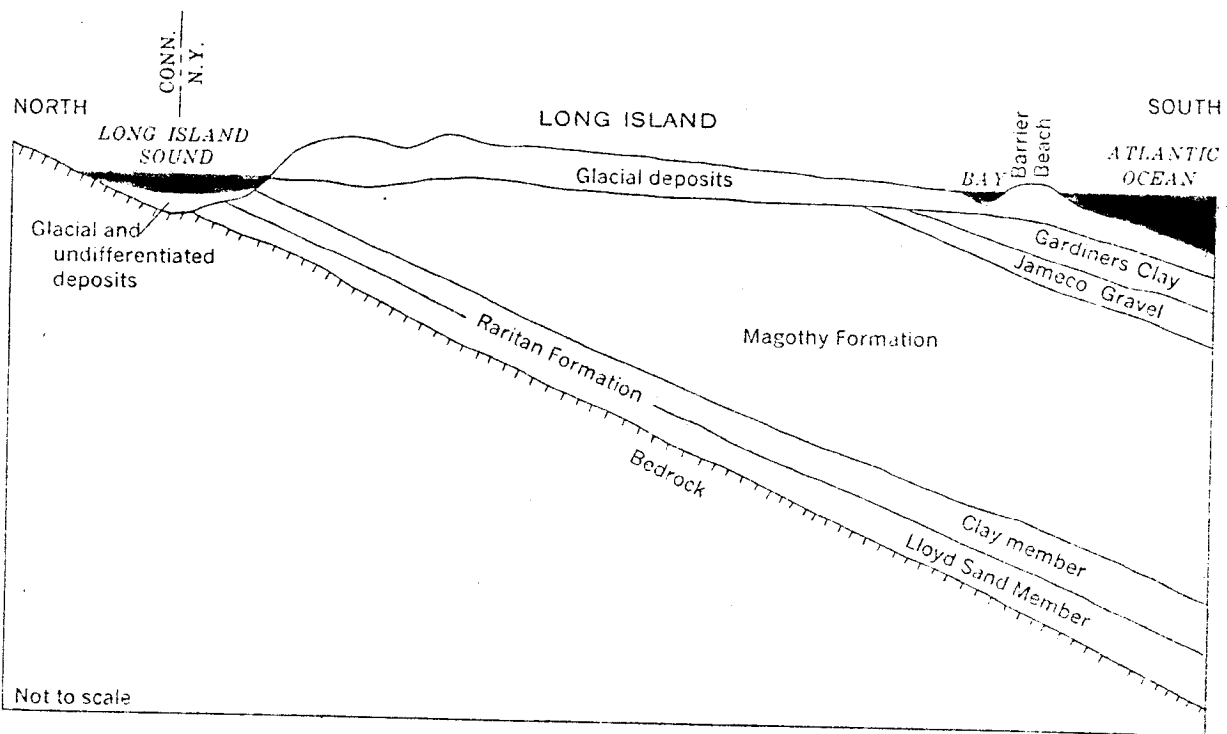 CONN.
N.Y.
NORTH
LONG ISLAND
SOUTH
LONG ISLAND
SOUND
Barrier
Beach
ATLANTIC
OCEAN
BAY
Glacial deposits
Glacial and
undifferentiated
deposits
Gardiners Clay
Jameco Gravel
Magothy Formation
Raritan Formation
Bedrock
Clay member
Lloyd Sand Member
Not to scale